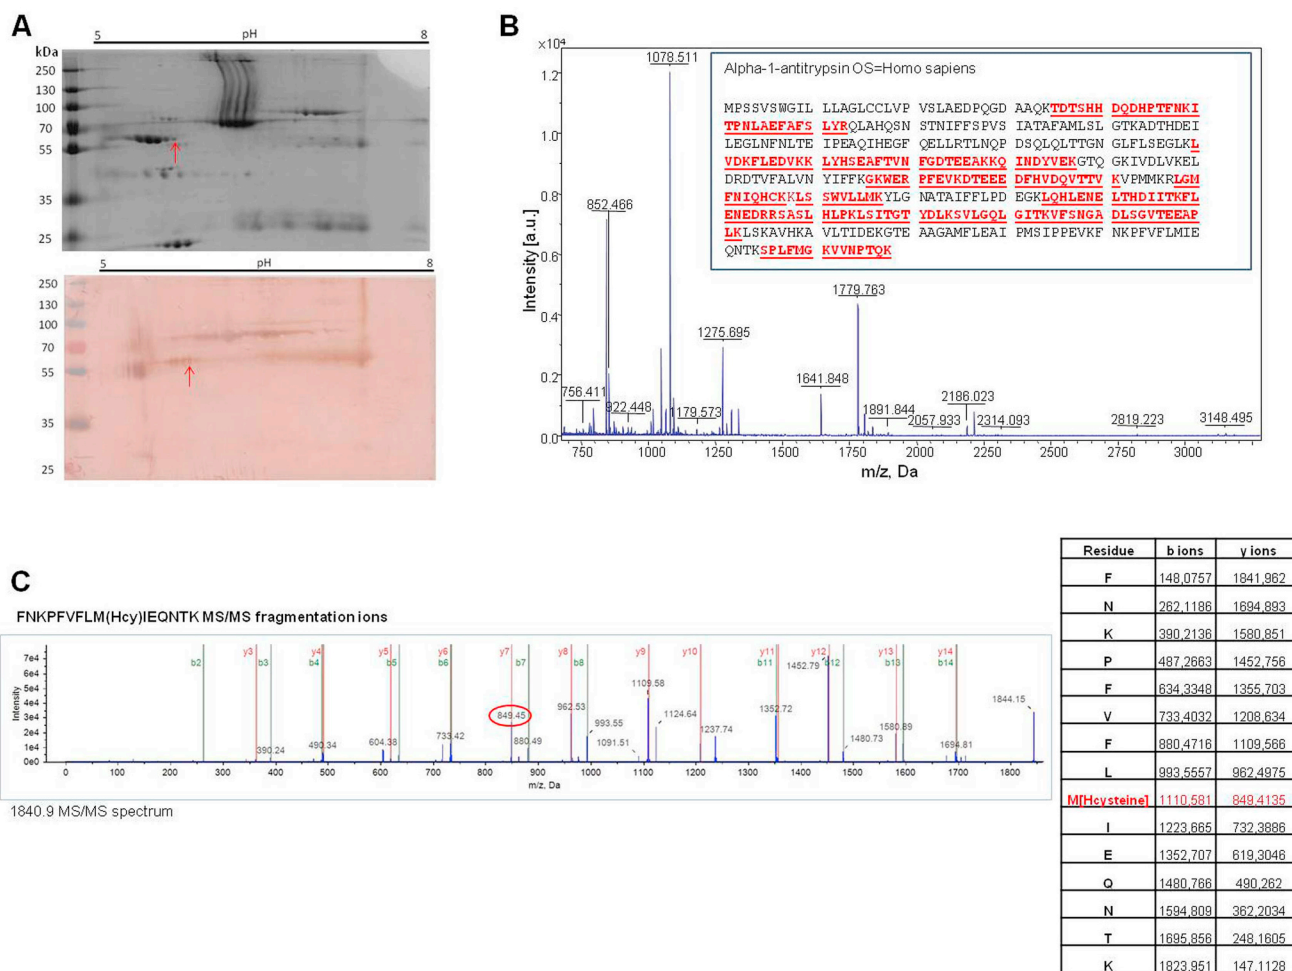 A
5 pH 8
kDa
250
130
100
70
55
35
25
5 pH 8
250
130
100
70
55
35
25
B
×10⁴
1.2
1.0
0.8
0.6
0.4
0.2
0.0
Intensity [a.u.]
1078.511
852.466
1779.763
1275.695
1641.848
756.411
922.448
1179.573
1891.844
2057.933
2186.023
2314.093
2819.223
3148.495
750 1000 1250 1500 1750 2000 2250 2500 2750 3000
m/z, Da
Alpha-1-antitrypsin OS=Homo sapiens
MPSSVSWGIL LLAGLCCLVP VSLAEDPQGD AAQKTDTSHH DQDHPTFNKI
TPNLAEFAFS LYRQLAHQSN STNIFFSPVS IATAFAMLSL GTKADTHDEI
LEGLNFNLTE IPEAQIHEGF QELLRTLNQP DSQLQLTTGN GLFLSEGLKL
VDKFLEDVKK LYHSEAFTVN FGDTEEAKKQ INDYVEKGTQ GKIVDLVKEL
DRDTVFALVN YIFFKGKWERP FEVKDTEEE DFHVDQVTTV KVPMMKRLGM
FNIQHCKKLS SWVLLMKYLG NATAIFFLPD EGKLQHLENE LTHDIITKFL
ENEDRRSASL HLPKLSITGT YDLKSVLGQL GITKVFSNGA DLSGVTEEAP
LKLSKAVHKA VLTIDEKGTE AAGAMFLEAI PMSIPPEVKF NKPFVFLMIE
QNTKSPLFMG KVVNPTQK
C
FNKPFVFLM(Hcy)IEQNTK MS/MS fragmentation ions
b2 y3 b3 y4 b4 y5 b5 y6 b6 y7 b7 y8 b8 y9 y10 y11 b11 y12 b12 y13 b13 y14 b14
7e4
6e4
5e4
4e4
3e4
2e4
1e4
0e0
Intensity
390.24
490.34
604.38
733.42
849.45
880.49
962.53
993.55
1091.51
1109.58
1124.64
1237.74
1352.72
1452.79
1480.73
1580.89
1694.81
1844.15
0 100 200 300 400 500 600 700 800 900 1000 1100 1200 1300 1400 1500 1600 1700 1800
m/z, Da
1840.9 MS/MS spectrum
Residue b ions y ions
F 148,0757 1841,962
N 262,1186 1694,893
K 390,2136 1580,851
P 487,2663 1452,756
F 634,3348 1355,703
V 733,4032 1208,634
F 880,4716 1109,566
L 993,5557 962,4975
M[Hcysteine] 1110,581 849,4135
I 1223,665 732,3886
E 1352,707 619,3046
Q 1480,766 490,262
N 1594,809 362,2034
T 1695,856 248,1605
K 1823,951 147,1128